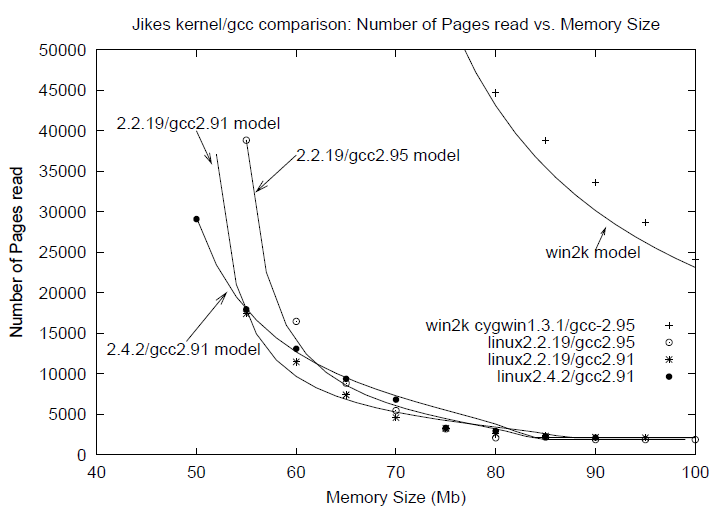 Jikes kernel/gcc comparison: Number of Pages read vs. Memory Size
50000
45000
40000
35000
30000
25000
20000
15000
10000
5000
0
Number of Pages read
2.2.19/gcc2.91 model
2.2.19/gcc2.95 model
win2k model
2.4.2/gcc2.91 model
win2k cygwin1.3.1/gcc-2.95
linux2.2.19/gcc2.95
linux2.2.19/gcc2.91
linux2.4.2/gcc2.91
40 50 60 70 80 90 100
Memory Size (Mb)